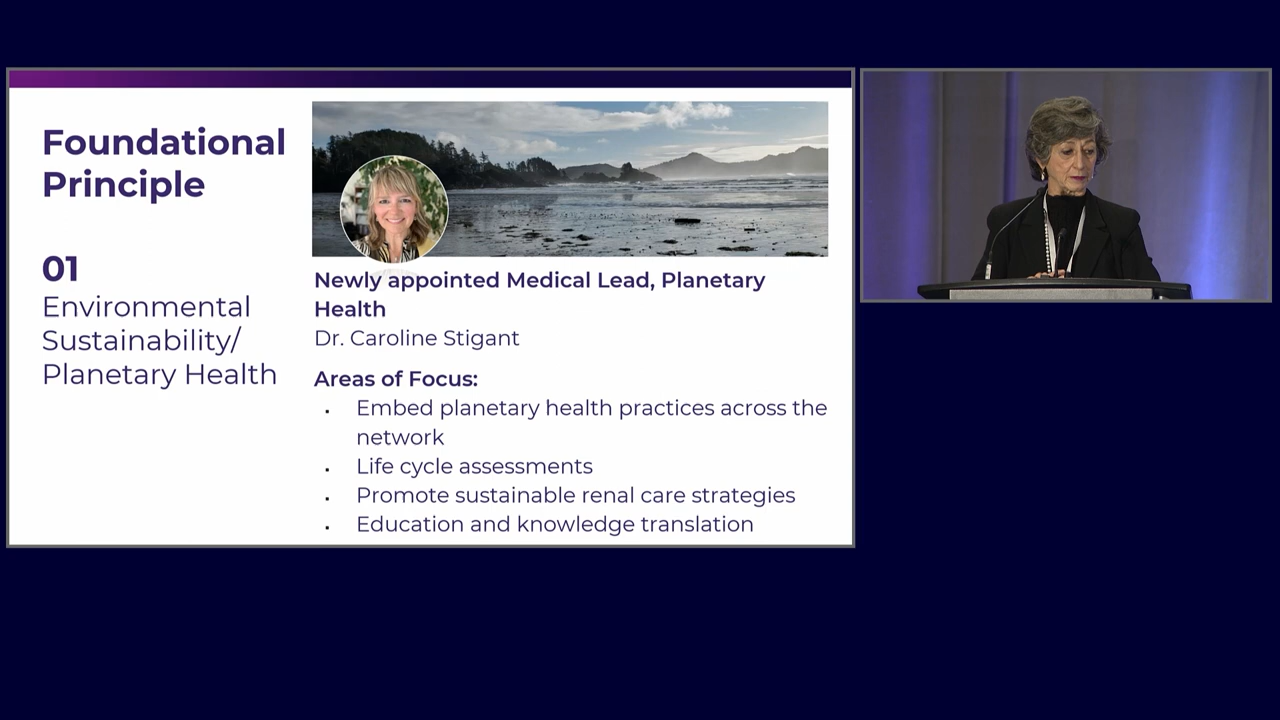 Foundational
Principle
01
Environmental
Sustainability/
Planetary Health
Newly appointed Medical Lead, Planetary
Health
Dr. Caroline Stigant
Areas of Focus:
Embed planetary health practices across the
network
Life cycle assessments
Promote sustainable renal care strategies
Education and knowledge translation